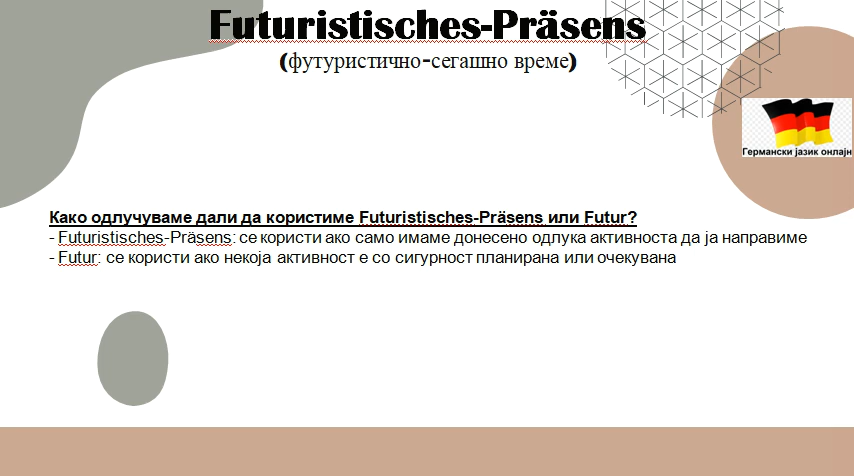 Futuristisches-Präsens
(футуристично-сегашно време)
Германски јазик онлајн
Како одлучуваме дали да користиме Futuristisches-Präsens или Futur?
- Futuristisches-Präsens: се користи ако само имаме донесено одлука активноста да ја направиме
- Futur: се користи ако некоја активност е со сигурност планирана или очекувана